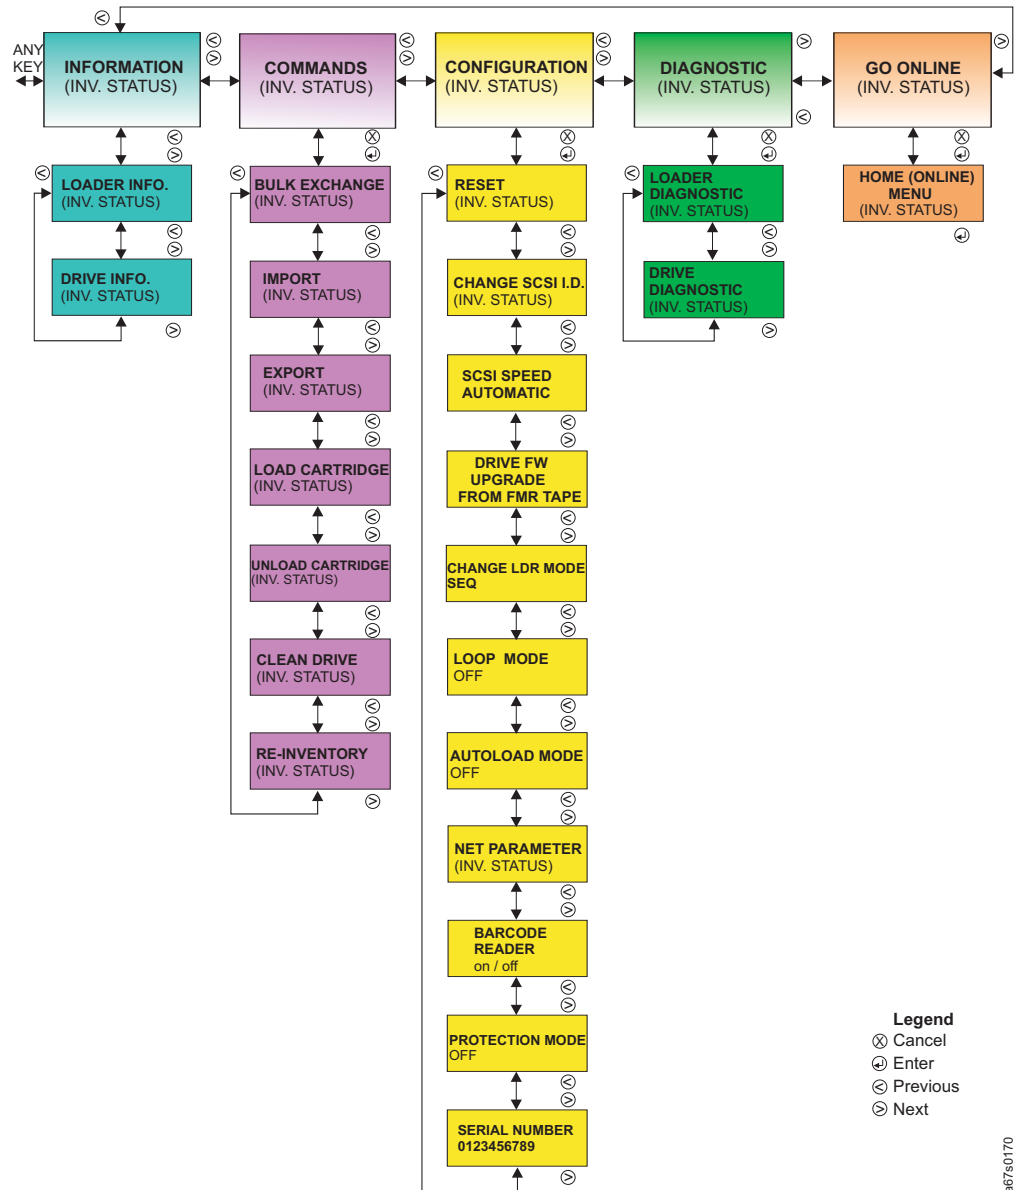 ANY
KEY
INFORMATION
(INV. STATUS)
COMMANDS
(INV. STATUS)
CONFIGURATION
(INV. STATUS)
DIAGNOSTIC
(INV. STATUS)
GO ONLINE
(INV. STATUS)
LOADER INFO.
(INV. STATUS)
DRIVE INFO.
(INV. STATUS)
BULK EXCHANGE
(INV. STATUS)
IMPORT
(INV. STATUS)
EXPORT
(INV. STATUS)
LOAD CARTRIDGE
(INV. STATUS)
UNLOAD CARTRIDGE
(INV. STATUS)
CLEAN DRIVE
(INV. STATUS)
RE-INVENTORY
(INV. STATUS)
RESET
(INV. STATUS)
CHANGE SCSI I.D.
(INV. STATUS)
SCSI SPEED
AUTOMATIC
DRIVE FW
UPGRADE
FROM FMR TAPE
CHANGE LDR MODE
SEQ
LOOP MODE
OFF
AUTOLOAD MODE
OFF
NET PARAMETER
(INV. STATUS)
BARCODE
READER
on / off
PROTECTION MODE
OFF
SERIAL NUMBER
0123456789
LOADER
DIAGNOSTIC
(INV. STATUS)
DRIVE
DIAGNOSTIC
(INV. STATUS)
HOME (ONLINE)
MENU
(INV. STATUS)
Legend
Cancel
Enter
Previous
Next
a67s0170